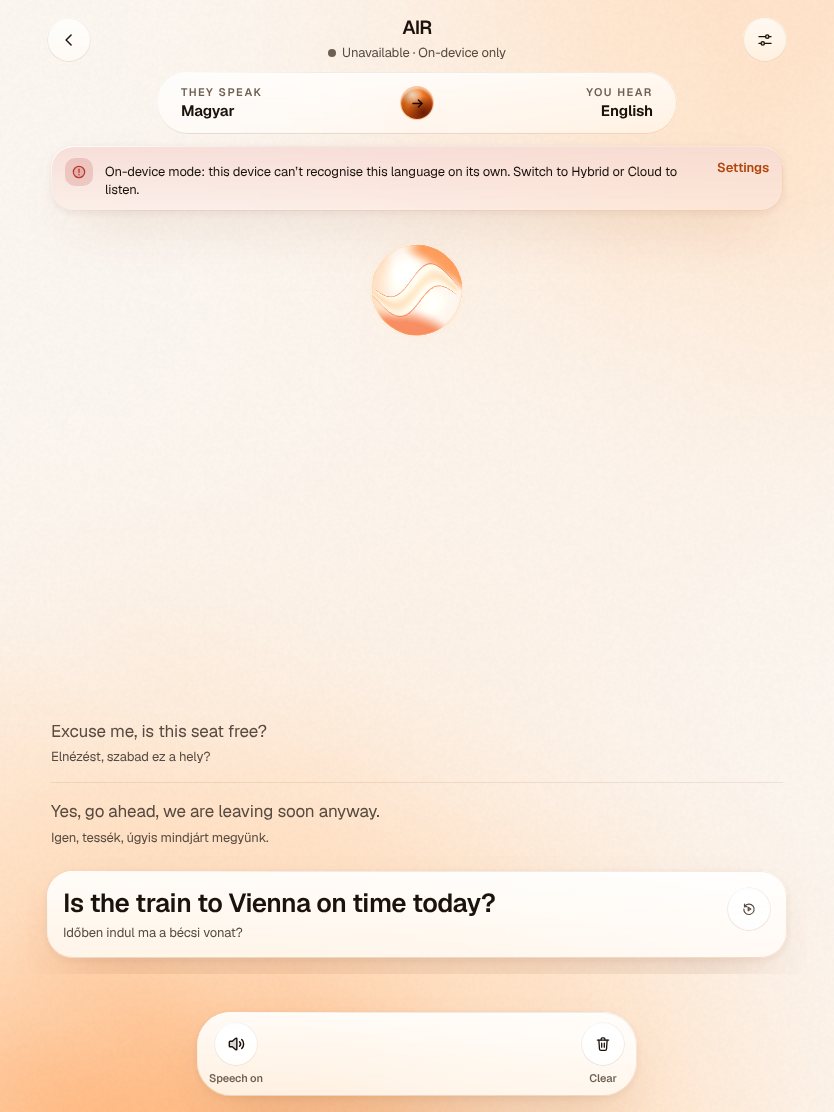 AIR
Unavailable · On-device only
THEY SPEAK
Magyar
YOU HEAR
English
On-device mode: this device can’t recognise this language on its own. Switch to Hybrid or Cloud to
listen.
Settings
Excuse me, is this seat free?
Elnézést, szabad ez a hely?
Yes, go ahead, we are leaving soon anyway.
Igen, tessék, úgyis mindjárt megyünk.
Is the train to Vienna on time today?
Időben indul ma a bécsi vonat?
Speech on
Clear